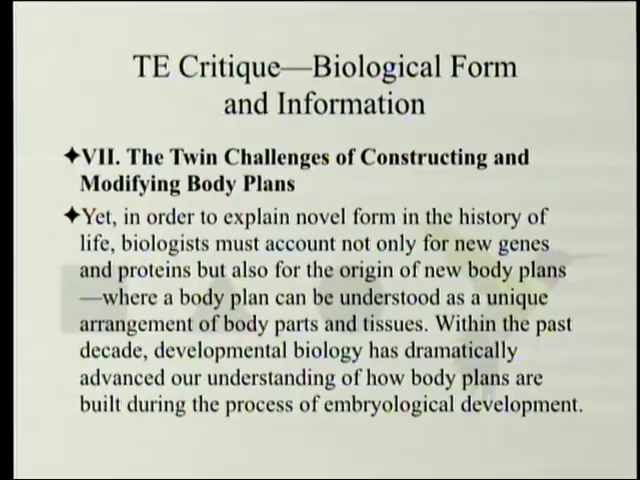 TE Critique—Biological Form
and Information
✦VII. The Twin Challenges of Constructing and
Modifying Body Plans
✦Yet, in order to explain novel form in the history of
life, biologists must account not only for new genes
and proteins but also for the origin of new body plans
—where a body plan can be understood as a unique
arrangement of body parts and tissues. Within the past
decade, developmental biology has dramatically
advanced our understanding of how body plans are
built during the process of embryological development.